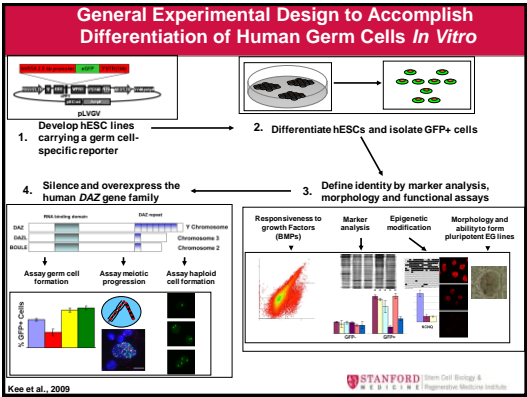 General Experimental Design to Accomplish
Differentiation of Human Germ Cells In Vitro
eGFP
pLVGV
1. Develop hESC lines
carrying a germ cell-
specific reporter
2. Differentiate hESCs and isolate GFP+ cells
4. Silence and overexpress the
human DAZ gene family
3. Define identity by marker analysis,
morphology and functional assays
RNA binding domain
DAZ repeat
DAZ
Y Chromosome
DAZL
Chromosome 3
BOULE
Chromosome 2
Assay germ cell
formation
Assay meiotic
progression
Assay haploid
cell formation
% GFP+ Cells
Responsiveness to
growth Factors
(BMPs)
Marker
analysis
Epigenetic
modification
Morphology and
ability to form
pluripotent EG lines
GFP-
GFP+
KCNQ
Kee et al., 2009
STANFORD
MEDICINE
Stem Cell Biology &
Regenerative Medicine Institute